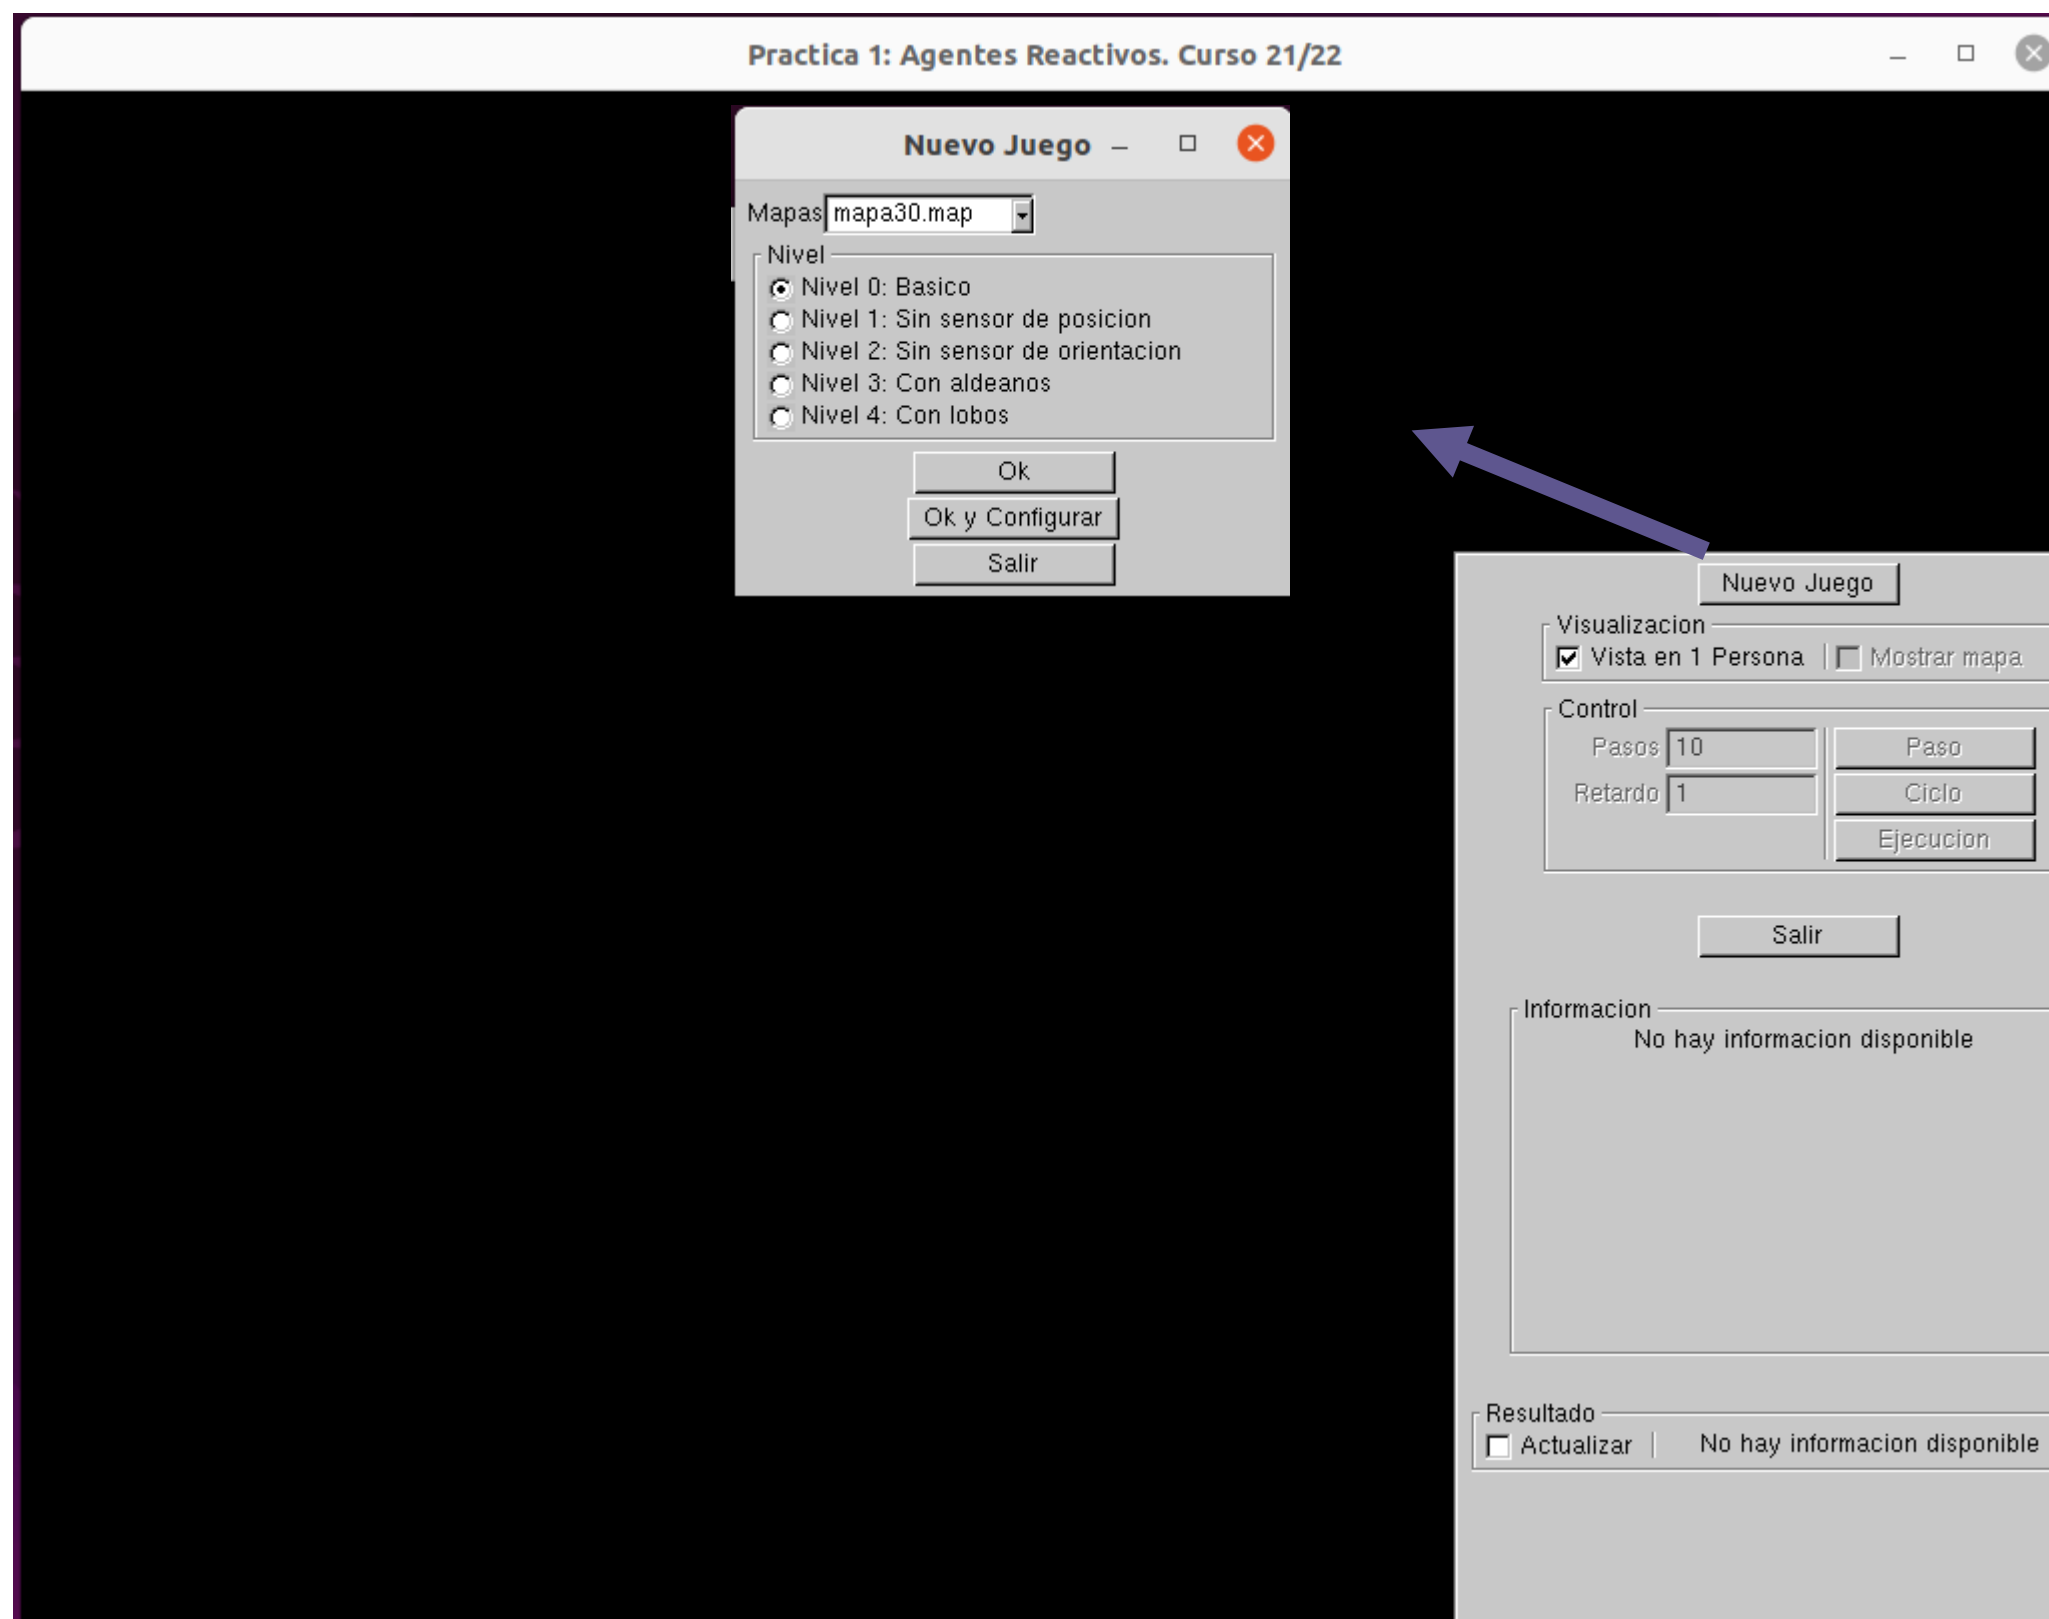 Practica 1: Agentes Reactivos. Curso 21/22
Nuevo Juego
Mapas mapa30.map
Nivel
Nivel 0: Basico
Nivel 1: Sin sensor de posicion
Nivel 2: Sin sensor de orientacion
Nivel 3: Con aldeanos
Nivel 4: Con lobos
Ok
Ok y Configurar
Salir
Nuevo Juego
Visualizacion
Vista en 1 Persona Mostrar mapa
Control
Pasos 10 Paso
Retardo 1 Ciclo
Ejecucion
Salir
Informacion
No hay informacion disponible
Resultado
Actualizar No hay informacion disponible